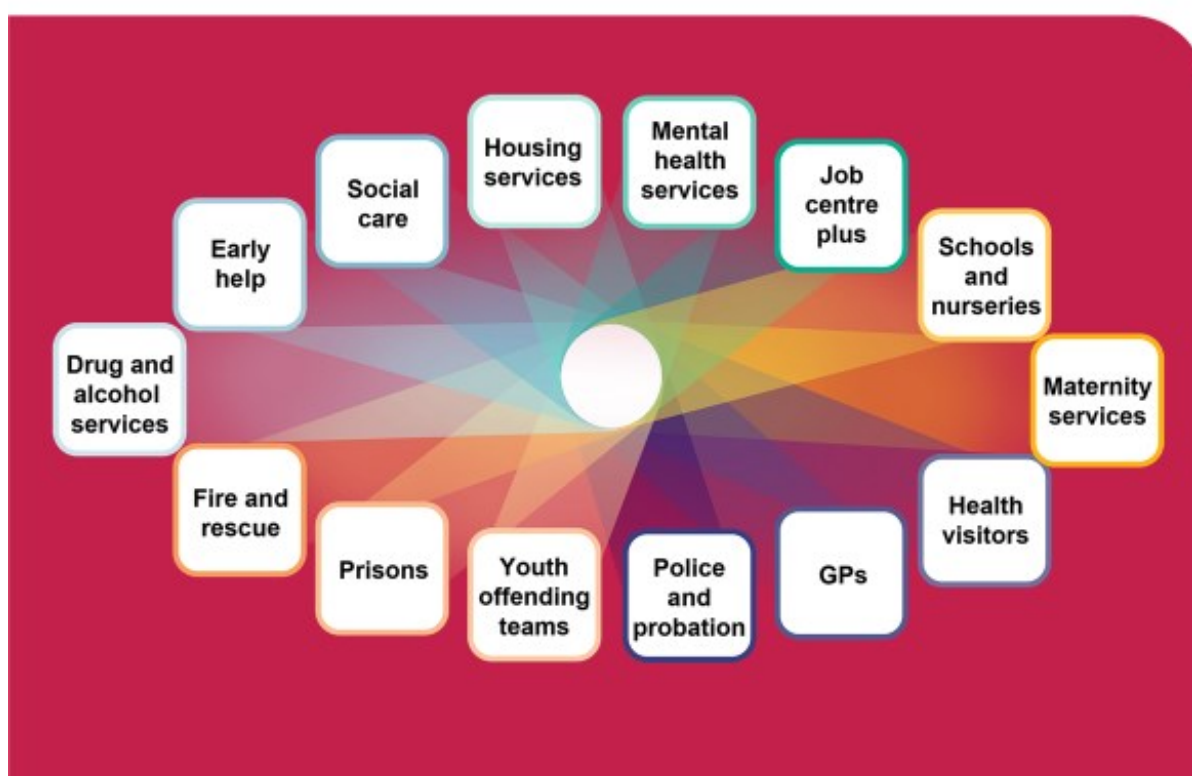 Housing
services
Mental
health
services
Job
centre
plus
Schools
and
nurseries
Maternity
services
Health
visitors
GPs
Police
and
probation
Youth
offending
teams
Prisons
Fire and
rescue
Drug and
alcohol
services
Early
help
Social
care